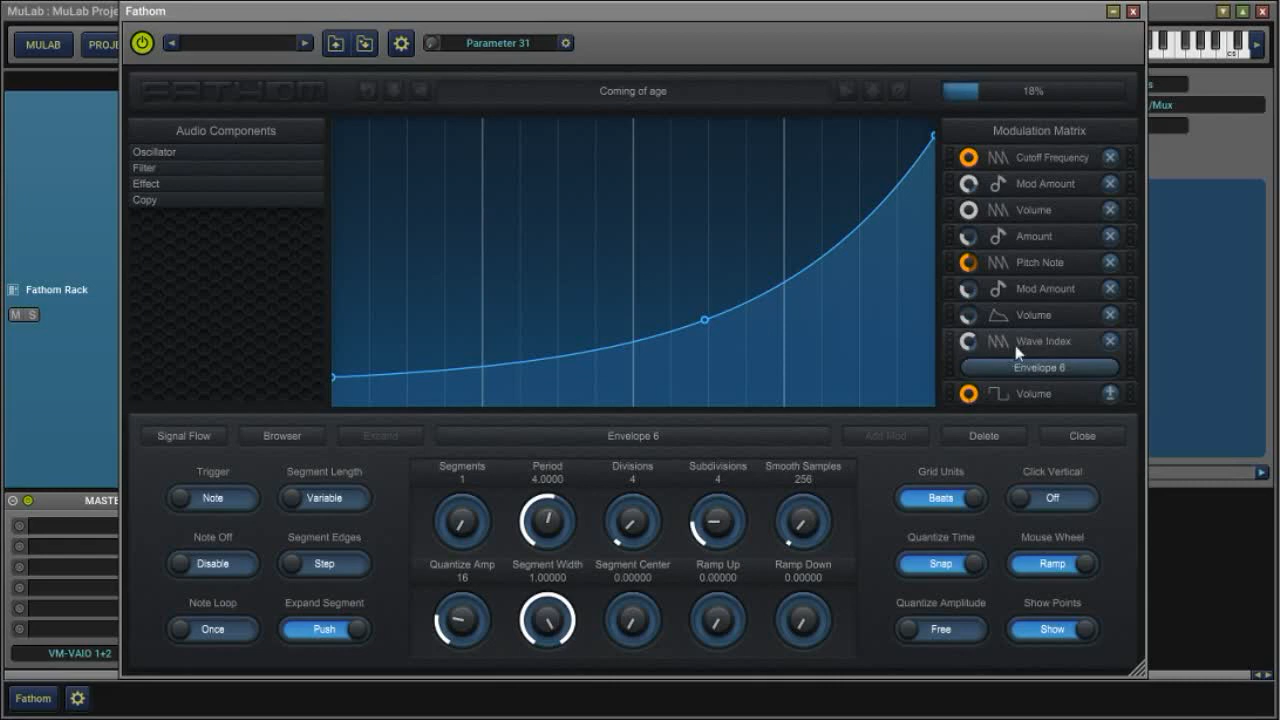 MuLab : MuLab Proje
Fathom
MULAB
PROJE
Parameter 31
C5
FATHOM
Coming of age
18%
s
/Mux
Audio Components
Oscillator
Filter
Effect
Copy
Modulation Matrix
Cutoff Frequency
Mod Amount
Volume
Amount
Pitch Note
Mod Amount
Volume
Wave Index
Envelope 6
Volume
Fathom Rack
M S
Signal Flow
Browser
Expand
Envelope 6
Add Mod
Delete
Close
Trigger
Note
Segment Length
Variable
Note Off
Disable
Segment Edges
Step
Note Loop
Once
Expand Segment
Push
Segments
1
Period
4.0000
Divisions
4
Subdivisions
4
Smooth Samples
256
Quantize Amp
16
Segment Width
1.00000
Segment Center
0.00000
Ramp Up
0.00000
Ramp Down
0.00000
Grid Units
Beats
Click Vertical
Off
Quantize Time
Snap
Mouse Wheel
Ramp
Quantize Amplitude
Free
Show Points
Show
MASTE
VM-VAIO 1+2
Fathom